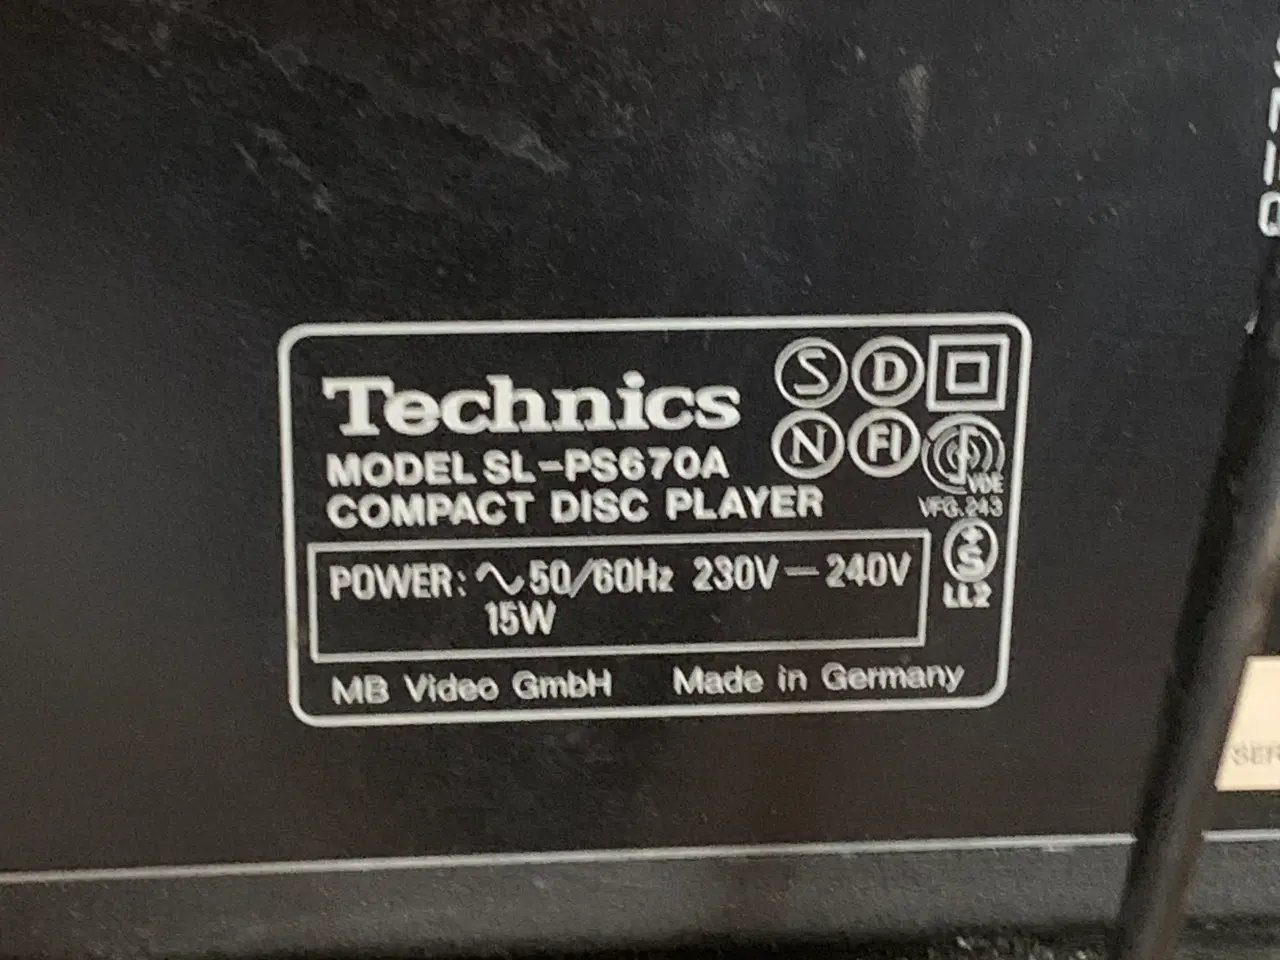 Technics
S D
N FI
MODEL SL-PS670A
COMPACT DISC PLAYER
VDE
VFG.243
S
LL2
POWER: ∿50/60Hz 230V—240V
15W
MB Video GmbH Made in Germany
SER